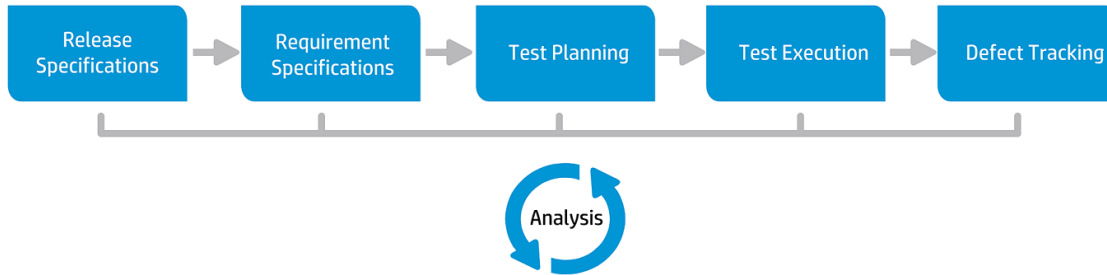 Release
Specifications
Requirement
Specifications
Test Planning
Test Execution
Defect Tracking
Analysis